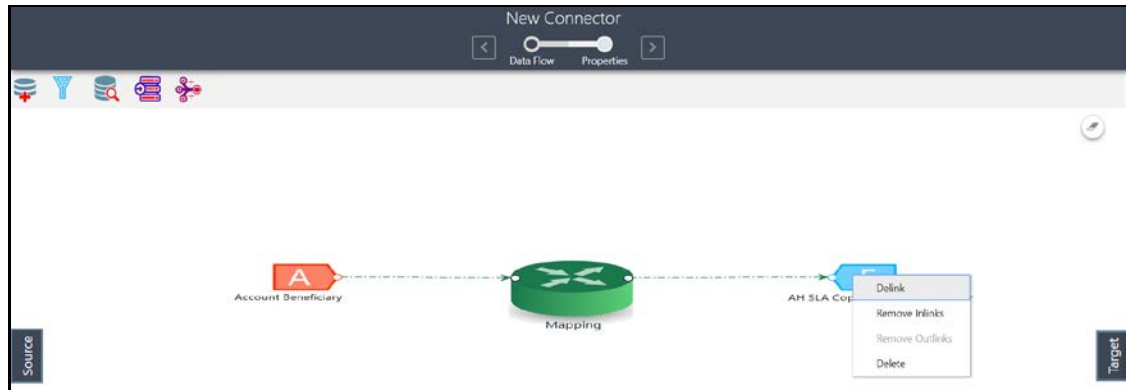 New Connector
Data Flow Properties
A
Account Beneficiary
Mapping
AH SLA Cop
Delink
Remove Inlinks
Remove Outlinks
Delete
Source
Target